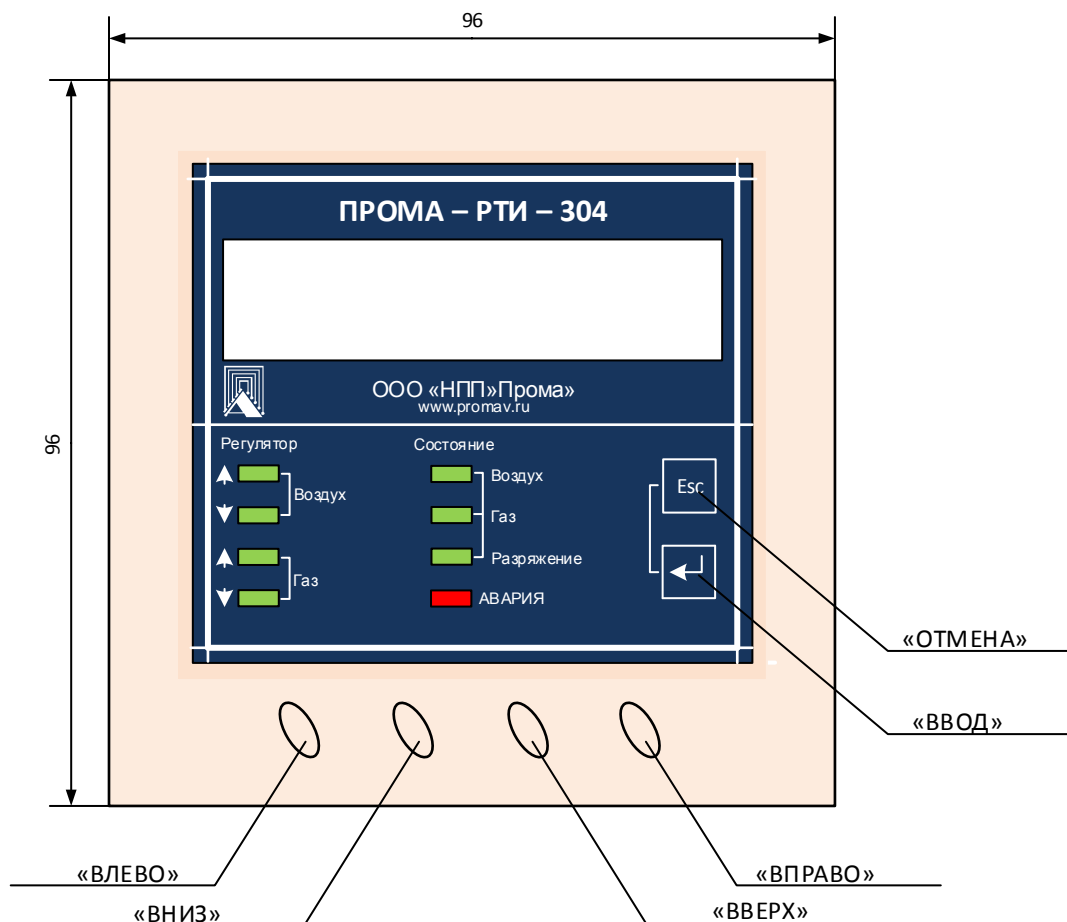 96
96
ПРОМА – РТИ – 304
ООО «НПП»Прома»
www.promav.ru
Регулятор
Состояние
Воздух
Газ
Воздух
Газ
Разряжение
АВАРИЯ
Esc
«ОТМЕНА»
«ВВОД»
«ВЛЕВО»
«ВПРАВО»
«ВНИЗ»
«ВВЕРХ»